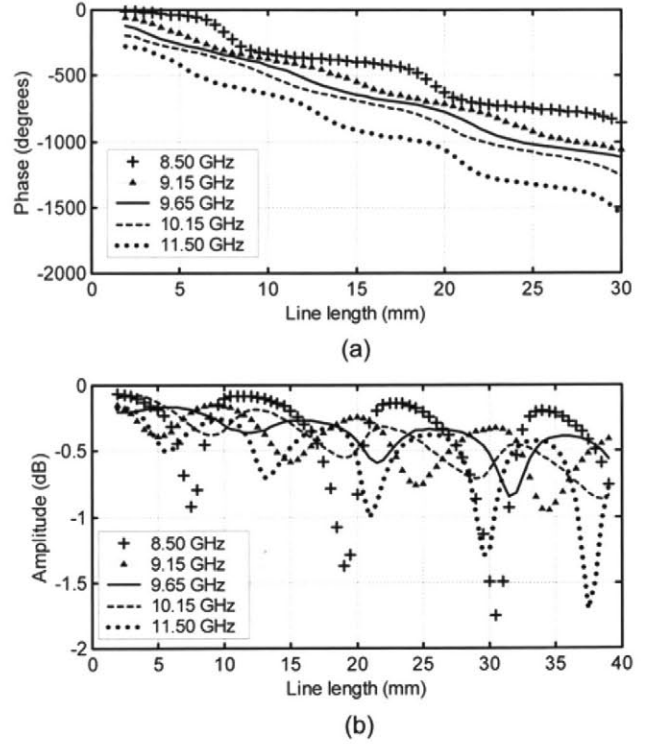 0
-500
-1000
-1500
-2000
Phase (degrees)
8.50 GHz
9.15 GHz
9.65 GHz
10.15 GHz
11.50 GHz
0 5 10 15 20 25 30
Line length (mm)
(a)
0
-0.5
-1
-1.5
-2
Amplitude (dB)
8.50 GHz
9.15 GHz
9.65 GHz
10.15 GHz
11.50 GHz
0 5 10 15 20 25 30 35 40
Line length (mm)
(b)